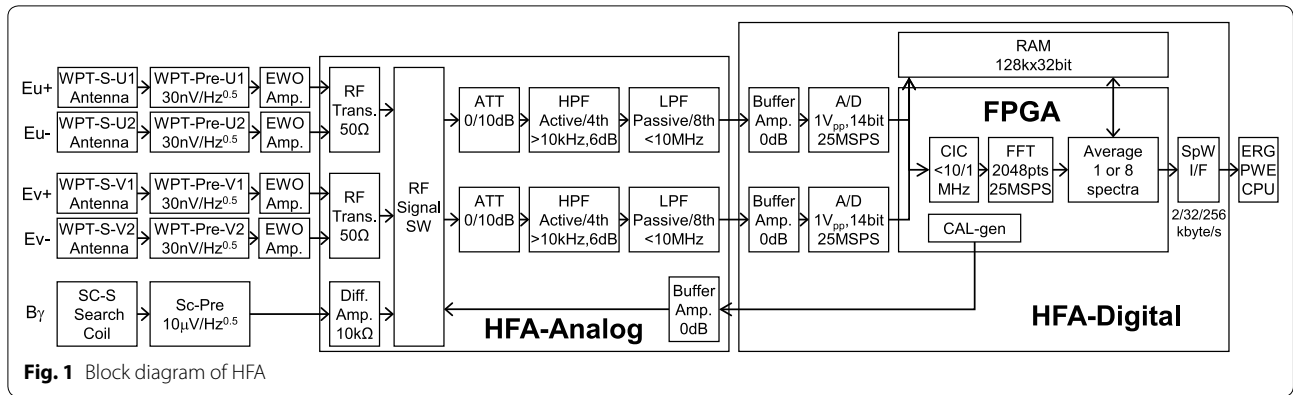 RAM
128kx32bit
Eu+
WPT-S-U1
Antenna
WPT-Pre-U1
30nV/Hz0.5
EWO
Amp.
Eu-
WPT-S-U2
Antenna
WPT-Pre-U2
30nV/Hz0.5
EWO
Amp.
RF
Trans.
50Ω
Ev+
WPT-S-V1
Antenna
WPT-Pre-V1
30nV/Hz0.5
EWO
Amp.
Ev-
WPT-S-V2
Antenna
WPT-Pre-V2
30nV/Hz0.5
EWO
Amp.
RF
Trans.
50Ω
Bγ
SC-S
Search
Coil
Sc-Pre
10μV/Hz0.5
Diff.
Amp.
10kΩ
RF
Signal
SW
ATT
0/10dB
HPF
Active/4th
>10kHz,6dB
LPF
Passive/8th
<10MHz
Buffer
Amp.
0dB
A/D
1Vpp,14bit
25MSPS
ATT
0/10dB
HPF
Active/4th
>10kHz,6dB
LPF
Passive/8th
<10MHz
Buffer
Amp.
0dB
A/D
1Vpp,14bit
25MSPS
FPGA
CIC
<10/1
MHz
FFT
2048pts
25MSPS
Average
1 or 8
spectra
SpW
I/F
2/32/256
kbyte/s
ERG
PWE
CPU
CAL-gen
Buffer
Amp.
0dB
HFA-Analog
HFA-Digital
Fig. 1 Block diagram of HFA